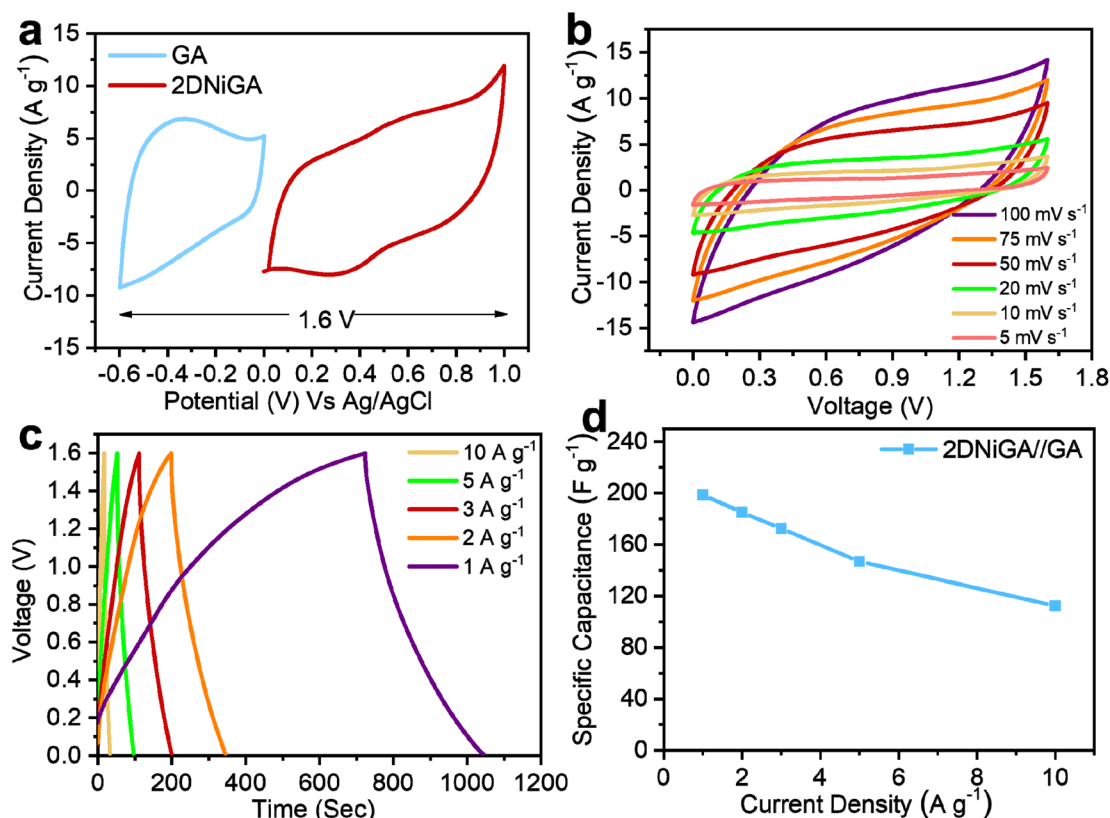 a
GA
2DNiGA
1.6 V
15
10
5
0
-5
-10
-15
Current Density (A g⁻¹)
-0.6 -0.4 -0.2 0.0 0.2 0.4 0.6 0.8 1.0
Potential (V) Vs Ag/AgCl
b
15
10
5
0
-5
-10
-15
Current Density (A g⁻¹)
100 mV s⁻¹
75 mV s⁻¹
50 mV s⁻¹
20 mV s⁻¹
10 mV s⁻¹
5 mV s⁻¹
0.0 0.3 0.6 0.9 1.2 1.5 1.8
Voltage (V)
c
1.6
1.4
1.2
1.0
0.8
0.6
0.4
0.2
0.0
Voltage (V)
10 A g⁻¹
5 A g⁻¹
3 A g⁻¹
2 A g⁻¹
1 A g⁻¹
0 200 400 600 800 1000 1200
Time (Sec)
d
240
200
160
120
80
40
0
Specific Capacitance (F g⁻¹)
2DNiGA//GA
0 2 4 6 8 10
Current Density (A g⁻¹)